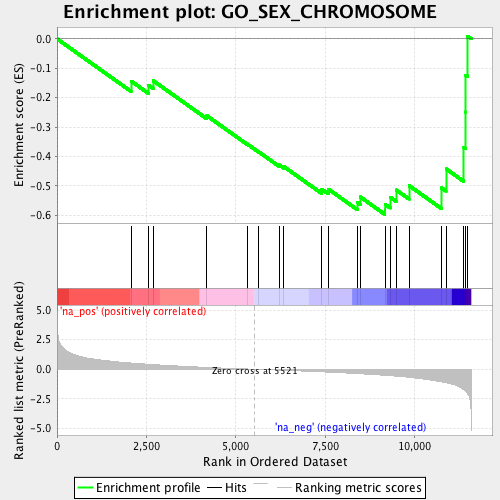 Enrichment plot: GO_SEX_CHROMOSOME
Enrichment score (ES)
0.0
-0.1
-0.2
-0.3
-0.4
-0.5
-0.6
'na_pos' (positively correlated)
Ranked list metric (PreRanked)
5.0
2.5
0.0
-2.5
-5.0
Zero cross at 5521
'na_neg' (negatively correlated)
0
2,500
5,000
7,500
10,000
Rank in Ordered Dataset
Enrichment profile
Hits
Ranking metric scores